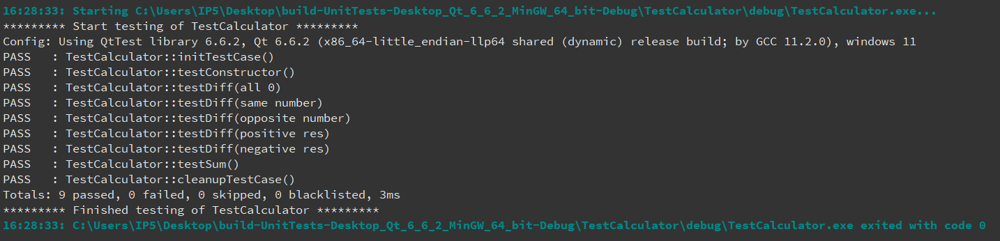 16:28:33: Starting C:\Users\IP5\Desktop\build-UnitTests-Desktop_Qt_6_6_2_MinGW_64_bit-Debug\TestCalculator\debug\TestCalculator.exe...
********* Start testing of TestCalculator *********
Config: Using QtTest library 6.6.2, Qt 6.6.2 (x86_64-little_endian-llp64 shared (dynamic) release build; by GCC 11.2.0), windows 11
PASS   : TestCalculator::initTestCase()
PASS   : TestCalculator::testConstructor()
PASS   : TestCalculator::testDiff(all 0)
PASS   : TestCalculator::testDiff(same number)
PASS   : TestCalculator::testDiff(opposite number)
PASS   : TestCalculator::testDiff(positive res)
PASS   : TestCalculator::testDiff(negative res)
PASS   : TestCalculator::testSum()
PASS   : TestCalculator::cleanupTestCase()
Totals: 9 passed, 0 failed, 0 skipped, 0 blacklisted, 3ms
********* Finished testing of TestCalculator *********
16:28:33: C:\Users\IP5\Desktop\build-UnitTests-Desktop_Qt_6_6_2_MinGW_64_bit-Debug\TestCalculator\debug\TestCalculator.exe exited with code 0